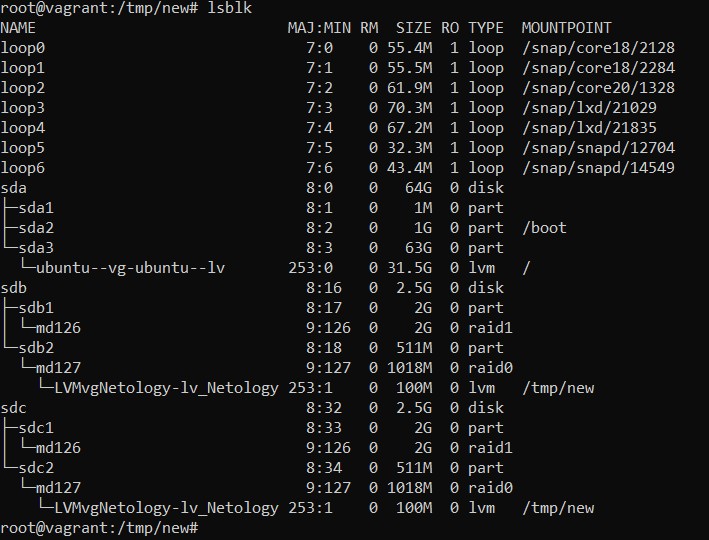 root@vagrant:/tmp/new# lsblk
NAME                                 MAJ:MIN RM   SIZE RO TYPE  MOUNTPOINT
loop0                                  7:0    0  55.4M  1 loop  /snap/core18/2128
loop1                                  7:1    0  55.5M  1 loop  /snap/core18/2284
loop2                                  7:2    0  61.9M  1 loop  /snap/core20/1328
loop3                                  7:3    0  70.3M  1 loop  /snap/lxd/21029
loop4                                  7:4    0  67.2M  1 loop  /snap/lxd/21835
loop5                                  7:5    0  32.3M  1 loop  /snap/snapd/12704
loop6                                  7:6    0  43.4M  1 loop  /snap/snapd/14549
sda                                    8:0    0    64G  0 disk
├─sda1                                 8:1    0     1M  0 part
├─sda2                                 8:2    0     1G  0 part  /boot
└─sda3                                 8:3    0    63G  0 part
  └─ubuntu--vg-ubuntu--lv            253:0    0  31.5G  0 lvm   /
sdb                                    8:16   0   2.5G  0 disk
├─sdb1                                 8:17   0     2G  0 part
│ └─md126                              9:126  0     2G  0 raid1
└─sdb2                                 8:18   0   511M  0 part
  └─md127                              9:127  0  1018M  0 raid0
    └─LVMvgNetology-lv_Netology      253:1    0   100M  0 lvm   /tmp/new
sdc                                    8:32   0   2.5G  0 disk
├─sdc1                                 8:33   0     2G  0 part
│ └─md126                              9:126  0     2G  0 raid1
└─sdc2                                 8:34   0   511M  0 part
  └─md127                              9:127  0  1018M  0 raid0
    └─LVMvgNetology-lv_Netology      253:1    0   100M  0 lvm   /tmp/new
root@vagrant:/tmp/new#